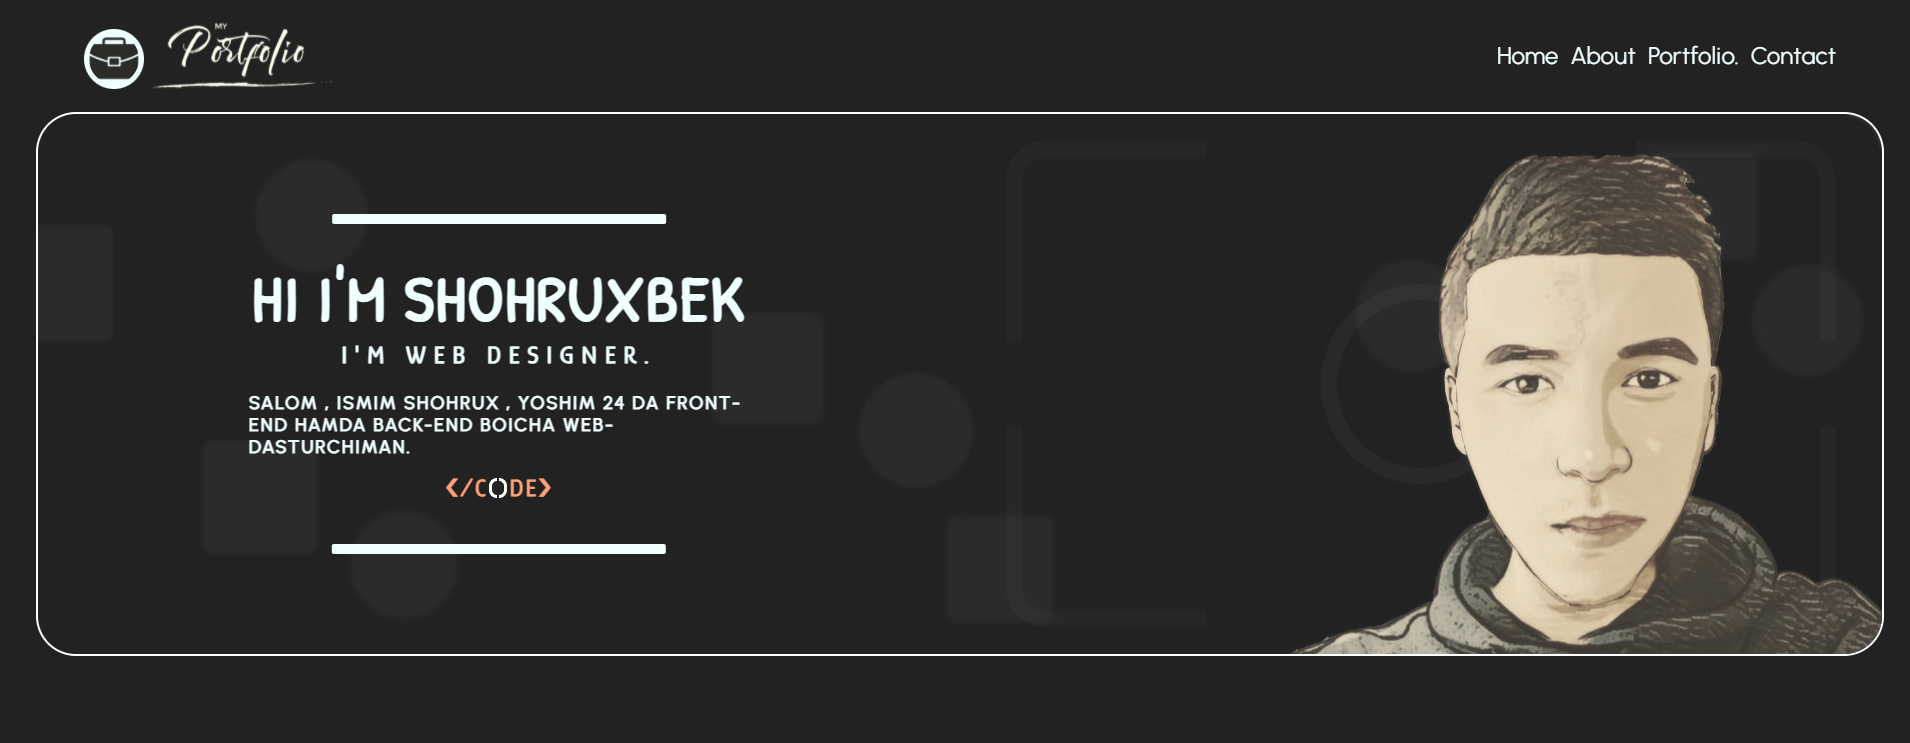 MY
Portfolio
Home About Portfolio. Contact
HI I'M SHOHRUXBEK
I'M WEB DESIGNER.
SALOM , ISMIM SHOHRUX , YOSHIM 24 DA FRONT-
END HAMDA BACK-END BOICHA WEB-
DASTURCHIMAN.
</CODE>